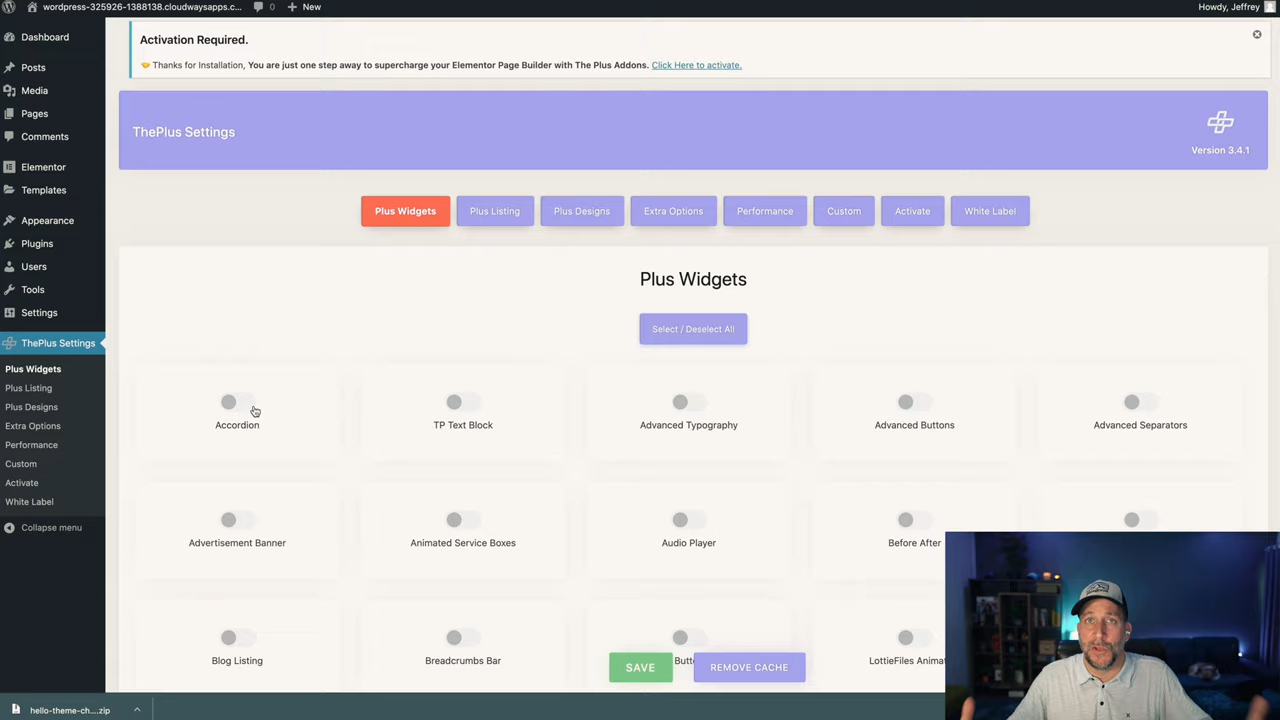 wordpress-325926-1388138.cloudwaysapps.c...
0
New
Howdy, Jeffrey
Dashboard
Posts
Media
Pages
Comments
Elementor
Templates
Appearance
Plugins
Users
Tools
Settings
ThePlus Settings
Plus Widgets
Plus Listing
Plus Designs
Extra Options
Performance
Custom
Activate
White Label
Collapse menu
Activation Required.
Thanks for Installation, You are just one step away to supercharge your Elementor Page Builder with The Plus Addons. Click Here to activate.
ThePlus Settings
Version 3.4.1
Plus Widgets
Plus Listing
Plus Designs
Extra Options
Performance
Custom
Activate
White Label
Plus Widgets
Select / Deselect All
Accordion
TP Text Block
Advanced Typography
Advanced Buttons
Advanced Separators
Advertisement Banner
Animated Service Boxes
Audio Player
Before After
Blog Listing
Breadcrumbs Bar
SAVE
REMOVE CACHE
hello-theme-ch....zip